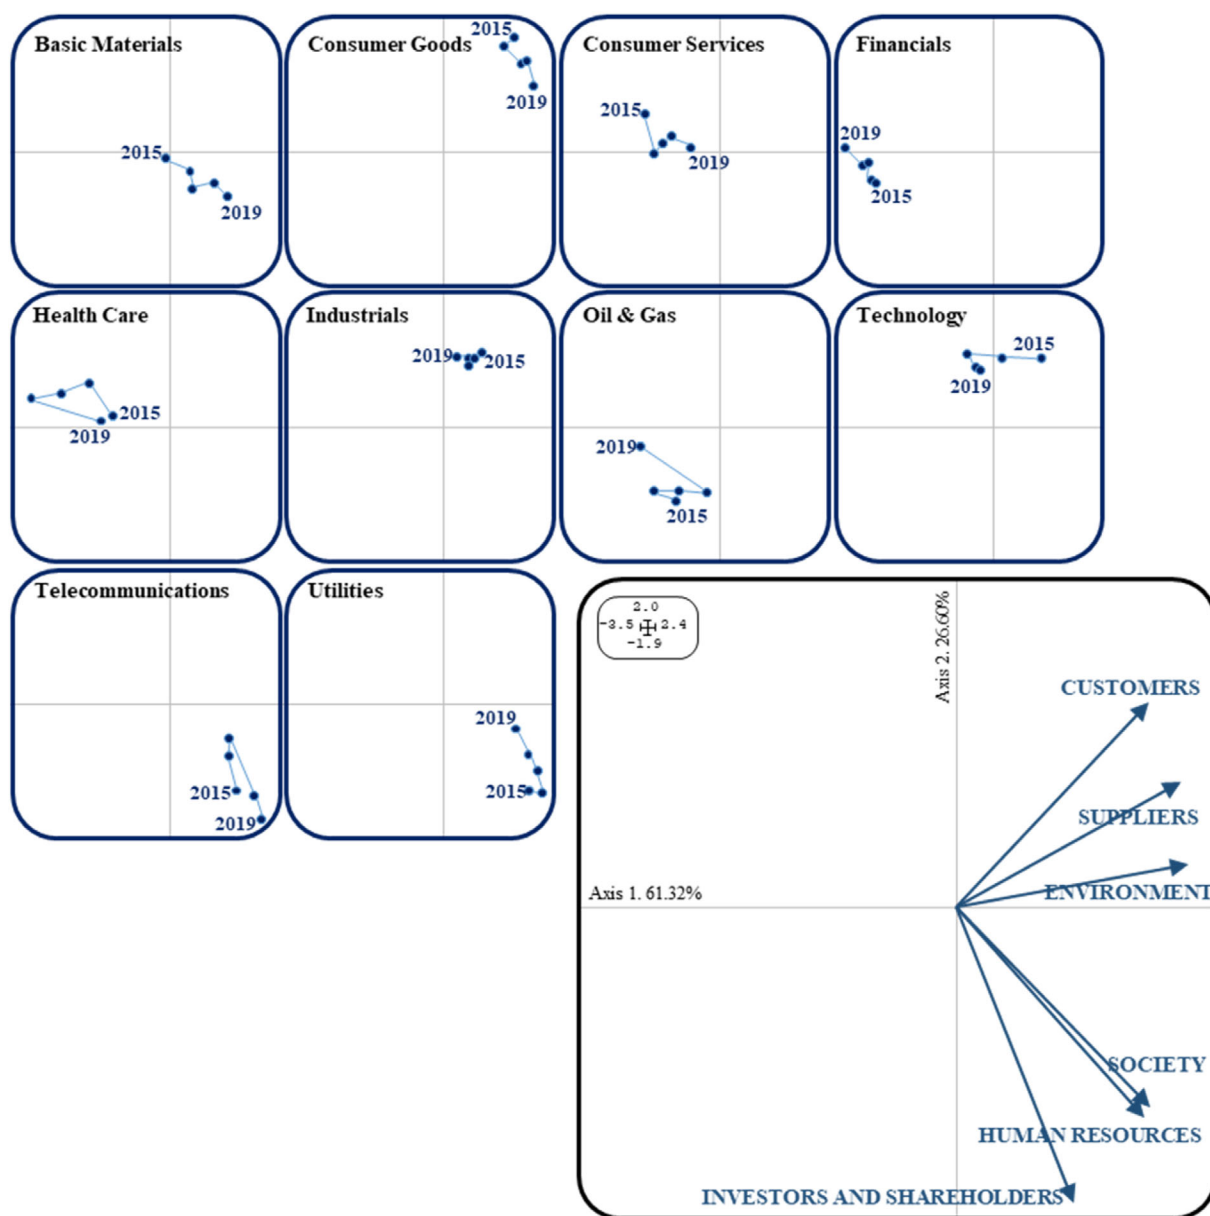 Basic Materials
2015
2019
Consumer Goods
2015
2019
Consumer Services
2015
2019
Financials
2019
2015
Health Care
2015
2019
Industrials
2019
2015
Oil & Gas
2019
2015
Technology
2015
2019
Telecommunications
2015
2019
Utilities
2019
2015
2.0
-3.5 2.4
-1.9
Axis 2. 26.60%
CUSTOMERS
SUPPLIERS
Axis 1. 61.32%
ENVIRONMENT
SOCIETY
HUMAN RESOURCES
INVESTORS AND SHAREHOLDERS